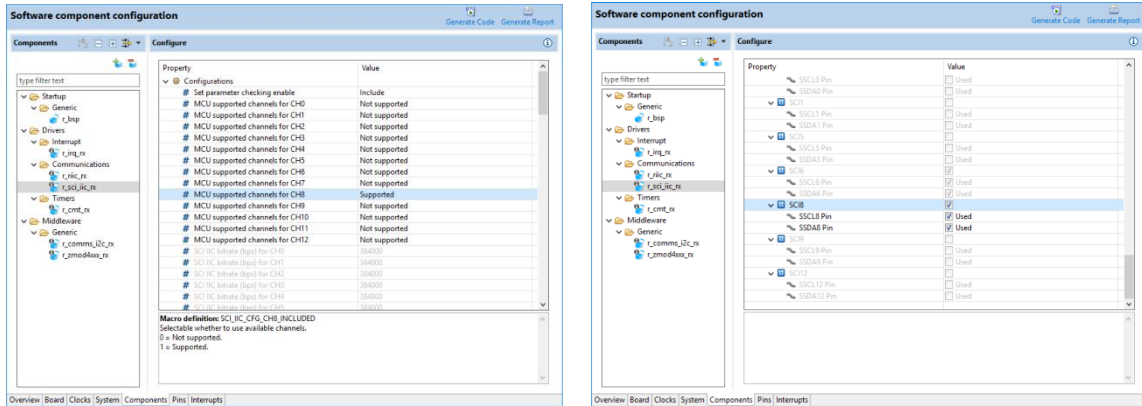 Software component configuration
Generate Code Generate Report
Components
Configure
type filter text
Startup
Generic
r_bsp
Drivers
Interrupt
r_irq_rx
Communications
r_riic_rx
r_sci_iic_rx
Timers
r_cmt_rx
Middleware
Generic
r_comms_i2c_rx
r_zmod4xxx_rx
Property Value
Configurations
# Set parameter checking enable Include
# MCU supported channels for CH0 Not supported
# MCU supported channels for CH1 Not supported
# MCU supported channels for CH2 Not supported
# MCU supported channels for CH3 Not supported
# MCU supported channels for CH4 Not supported
# MCU supported channels for CH5 Not supported
# MCU supported channels for CH6 Not supported
# MCU supported channels for CH7 Not supported
# MCU supported channels for CH8 Supported
# MCU supported channels for CH9 Not supported
# MCU supported channels for CH10 Not supported
# MCU supported channels for CH11 Not supported
# MCU supported channels for CH12 Not supported
# SCI IIC bitrate (bps) for CH0 384000
# SCI IIC bitrate (bps) for CH1 384000
# SCI IIC bitrate (bps) for CH2 384000
# SCI IIC bitrate (bps) for CH3 384000
# SCI IIC bitrate (bps) for CH4 384000
# SCI IIC bitrate (bps) for CH5 384000
Macro definition: SCI_IIC_CFG_CH8_INCLUDED
Selectable whether to use available channels.
0 = Not supported.
1 = Supported.
Overview Board Clocks System Components Pins Interrupts
Software component configuration
Generate Code Generate Report
Components
Configure
type filter text
Startup
Generic
r_bsp
Drivers
Interrupt
r_irq_rx
Communications
r_riic_rx
r_sci_iic_rx
Timers
r_cmt_rx
Middleware
Generic
r_comms_i2c_rx
r_zmod4xxx_rx
Property Value
SSCL0 Pin Used
SSDA0 Pin Used
SCI1
SSCL1 Pin Used
SSDA1 Pin Used
SCI5
SSCL5 Pin Used
SSDA5 Pin Used
SCI6
SSCL6 Pin Used
SSDA6 Pin Used
SCI8
SSCL8 Pin Used
SSDA8 Pin Used
SCI9
SSCL9 Pin Used
SSDA9 Pin Used
SCI12
SSCL12 Pin Used
SSDA12 Pin Used
Overview Board Clocks System Components Pins Interrupts